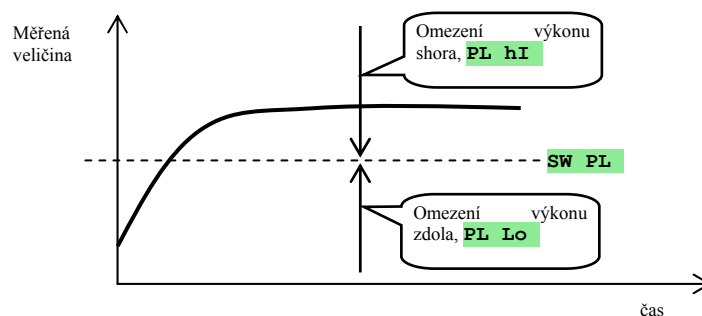 Měřená
veličina
Omezení výkonu
shora, PL hI
SW PL
Omezení výkonu
zdola, PL Lo
čas